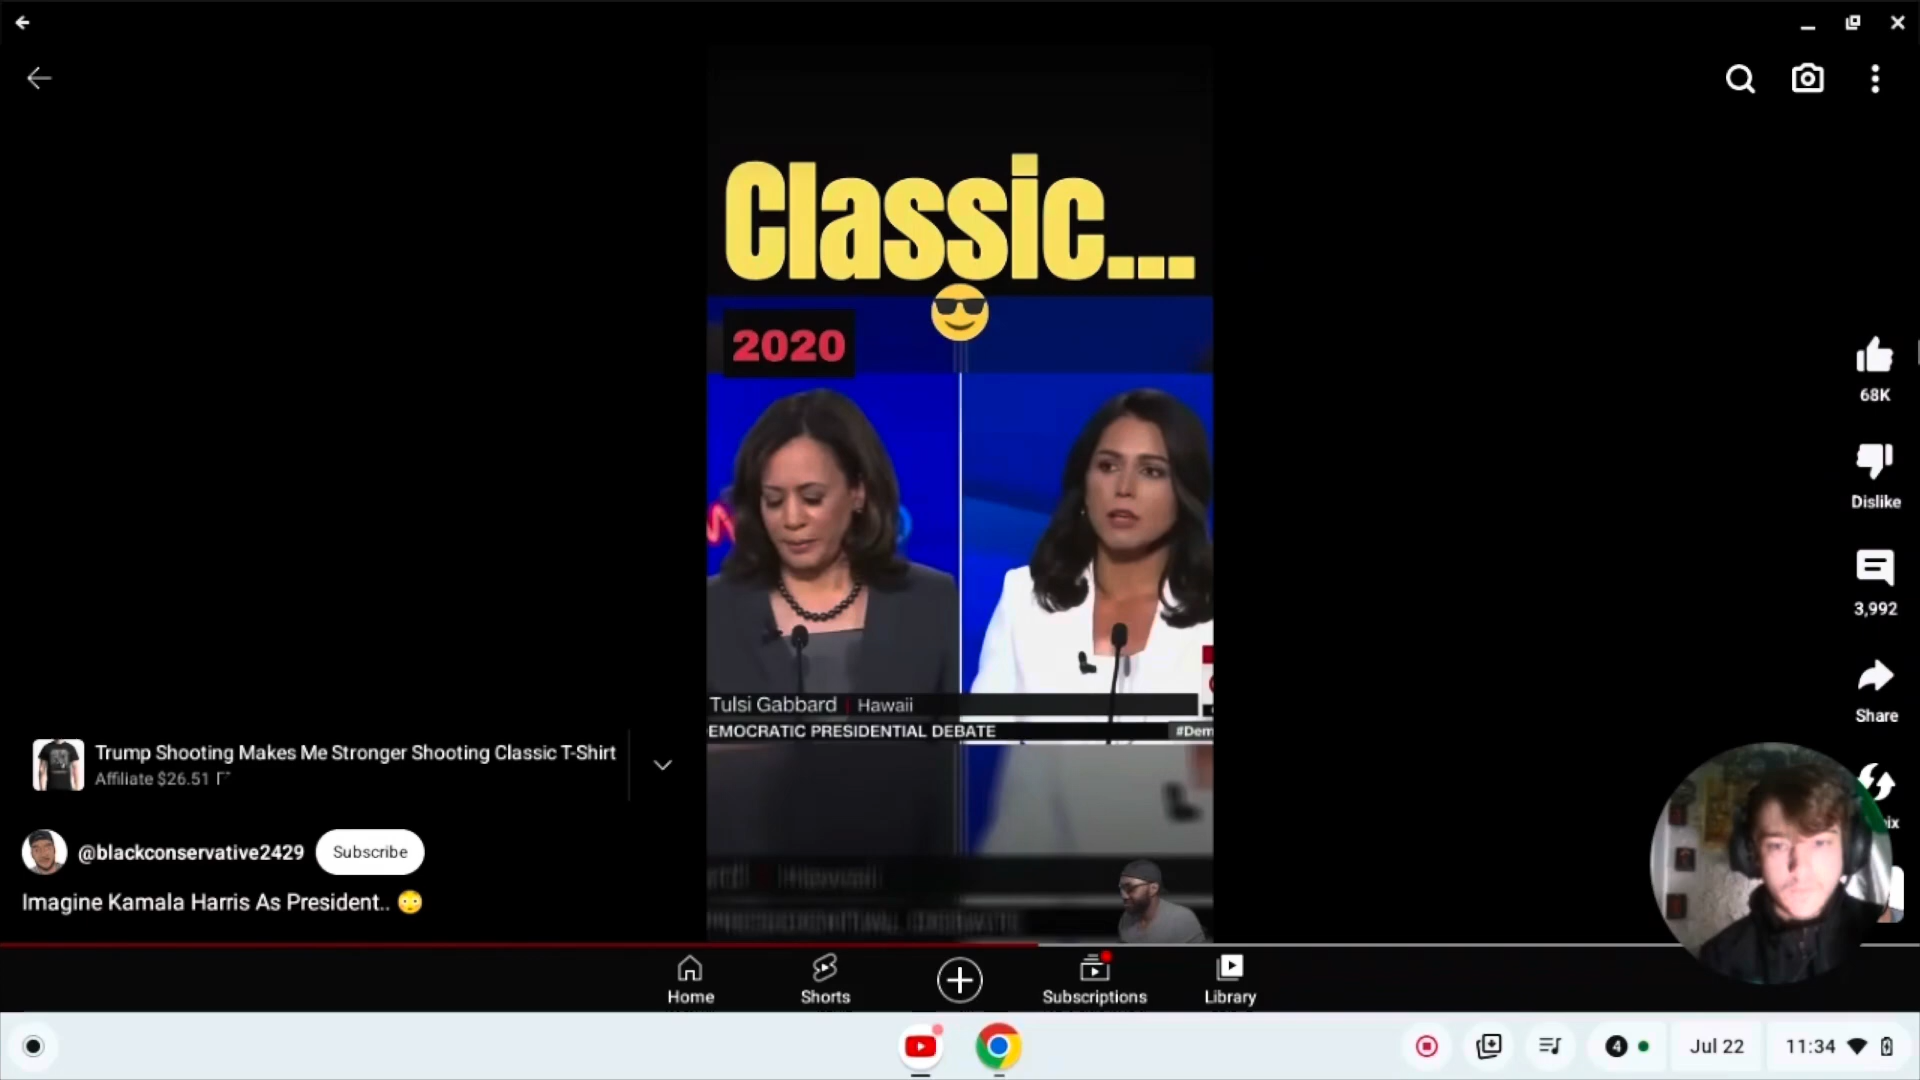 Classic...
2020
68K
Dislike
3,992
Tulsi Gabbard | Hawaii
EMOCRATIC PRESIDENTIAL DEBATE
#Dem
Share
Trump Shooting Makes Me Stronger Shooting Classic T-Shirt
Affiliate $26.51
ix
@blackconservative2429
Subscribe
Imagine Kamala Harris As President..
Home
Shorts
Subscriptions
Library
4
Jul 22
11:34